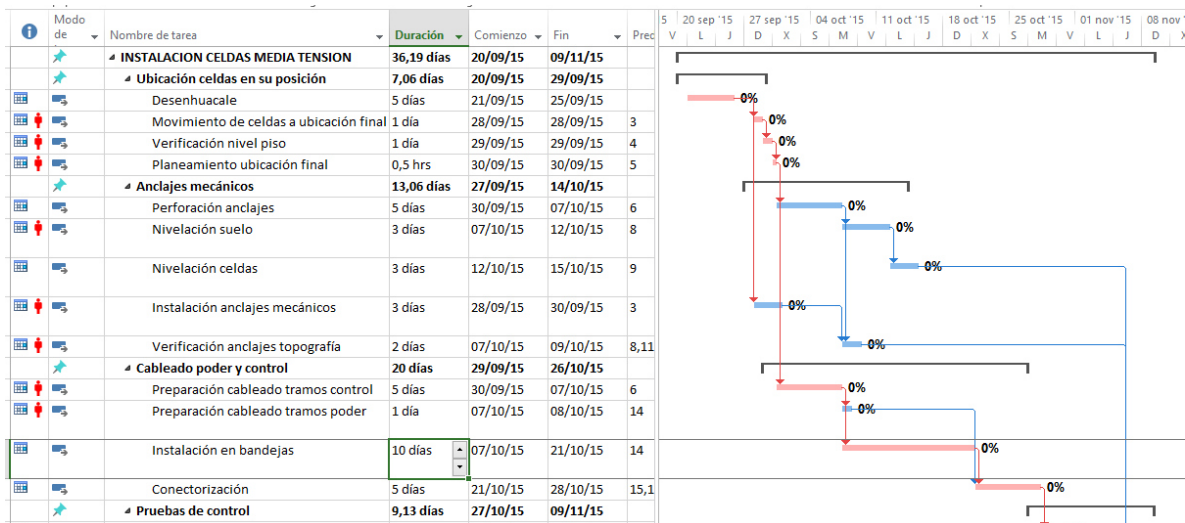 Modo de Nombre de tarea Duración Comienzo Fin Prec
5 20 sep '15 27 sep '15 04 oct '15 11 oct '15 18 oct '15 25 oct '15 01 nov '15 08 nov '
V L J D X S M V L J D X S M V L J D X
INSTALACION CELDAS MEDIA TENSION 36,19 días 20/09/15 09/11/15
Ubicación celdas en su posición 7,06 días 20/09/15 29/09/15
Desenhuacale 5 días 21/09/15 25/09/15 0%
Movimiento de celdas a ubicación final 1 día 28/09/15 28/09/15 3 0%
Verificación nivel piso 1 día 29/09/15 29/09/15 4 0%
Planeamiento ubicación final 0,5 hrs 30/09/15 30/09/15 5 0%
Anclajes mecánicos 13,06 días 27/09/15 14/10/15
Perforación anclajes 5 días 30/09/15 07/10/15 6 0%
Nivelación suelo 3 días 07/10/15 12/10/15 8 0%
Nivelación celdas 3 días 12/10/15 15/10/15 9 0%
Instalación anclajes mecánicos 3 días 28/09/15 30/09/15 3 0%
Verificación anclajes topografía 2 días 07/10/15 09/10/15 8,11 0%
Cableado poder y control 20 días 29/09/15 26/10/15
Preparación cableado tramos control 5 días 30/09/15 07/10/15 6 0%
Preparación cableado tramos poder 1 día 07/10/15 08/10/15 14 0%
Instalación en bandejas 10 días 07/10/15 21/10/15 14 0%
Conectorización 5 días 21/10/15 28/10/15 15,1 0%
Pruebas de control 9,13 días 27/10/15 09/11/15